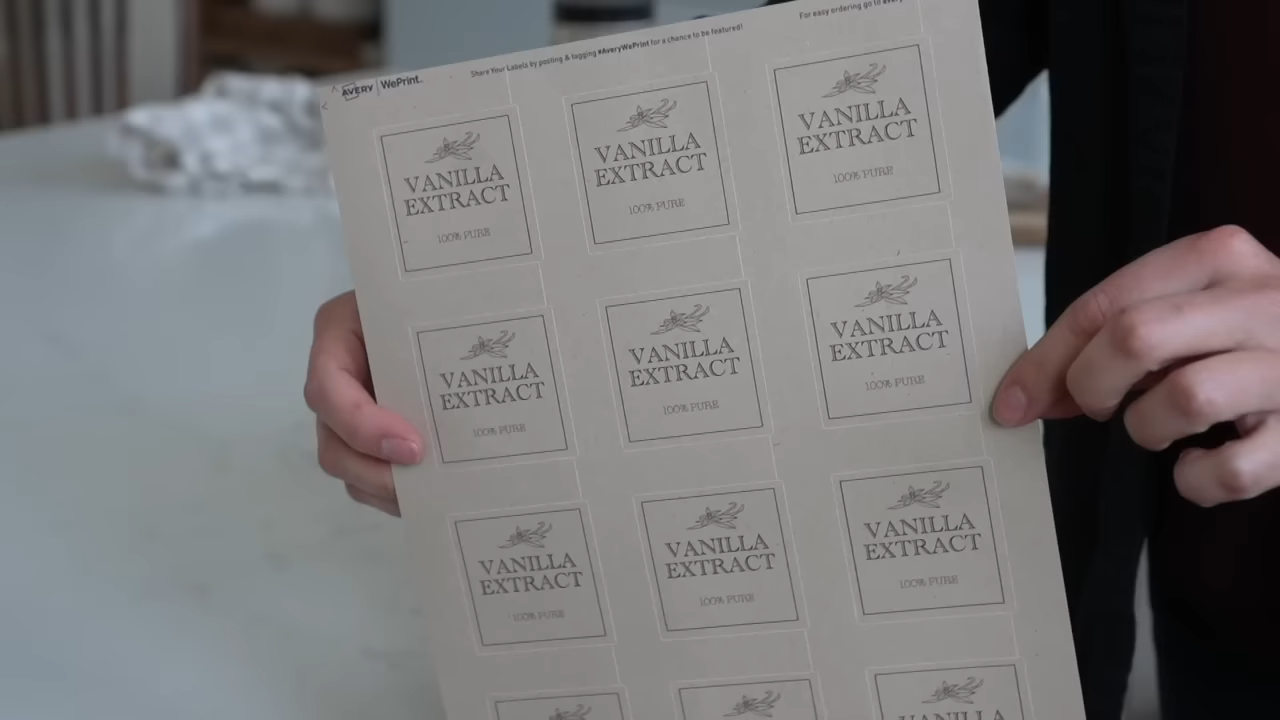 AVERY | WePrint.
Share Your Labels by posting & tagging #AveryWePrint for a chance to be featured!
For easy ordering go to
VANILLA
EXTRACT
100% PURE
VANILLA
EXTRACT
100% PURE
VANILLA
EXTRACT
100% PURE
VANILLA
EXTRACT
100% PURE
VANILLA
EXTRACT
100% PURE
VANILLA
EXTRACT
100% PURE
VANILLA
EXTRACT
100% PURE
VANILLA
EXTRACT
100% PURE
VANILLA
EXTRACT
100% PURE
VANILLA